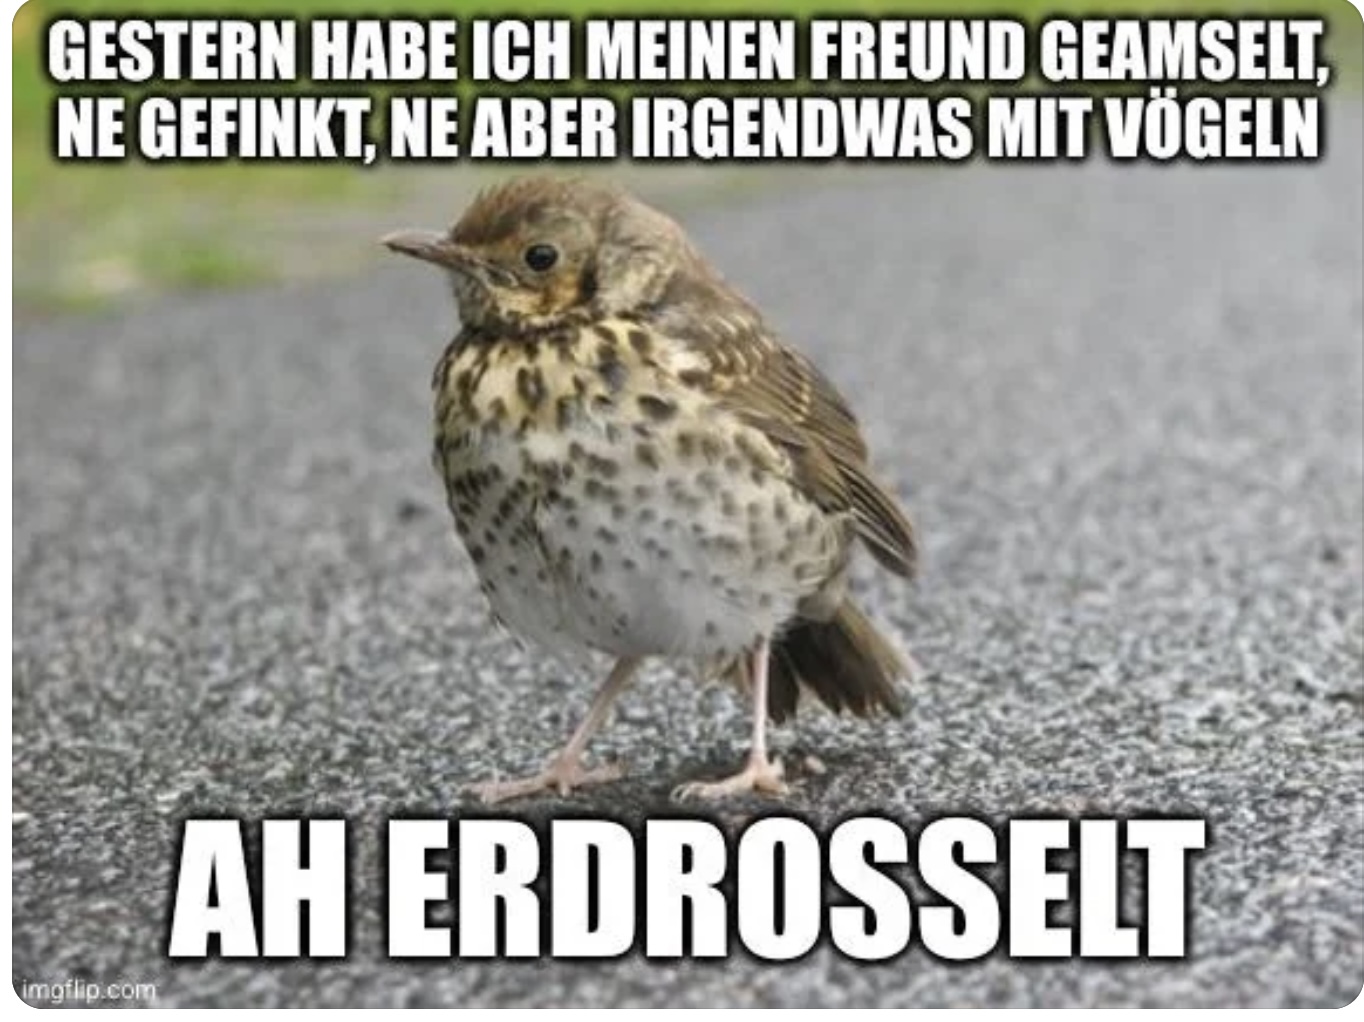 GESTERN HABE ICH MEINEN FREUND GEAMSELT,
NE GEFINKT, NE ABER IRGENDWAS MIT VÖGELN
AH ERDROSSELT
imgflip.com